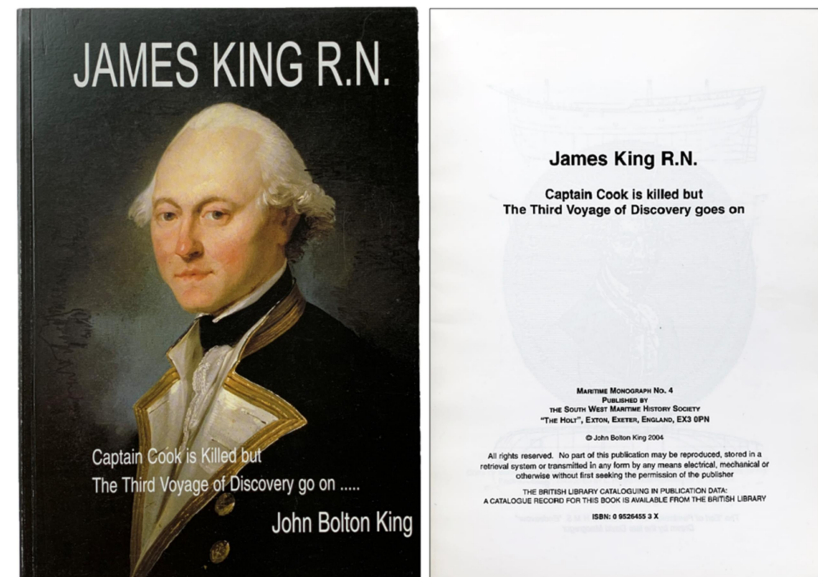 JAMES KING R.N.
Captain Cook is Killed but
The Third Voyage of Discovery go on .....
John Bolton King
James King R.N.
Captain Cook is killed but
The Third Voyage of Discovery goes on
MARITIME MONOGRAPH NO. 4
PUBLISHED BY
THE SOUTH WEST MARITIME HISTORY SOCIETY
"THE HOLT", EXTON, EXETER, ENGLAND, EX3 0PN
© John Bolton King 2004
All rights reserved. No part of this publication may be reproduced, stored in a
retrieval system or transmitted in any form by any means electrical, mechanical or
otherwise without first seeking the permission of the publisher
THE BRITISH LIBRARY CATALOGUING IN PUBLICATION DATA:
A CATALOGUE RECORD FOR THIS BOOK IS AVAILABLE FROM THE BRITISH LIBRARY
ISBN: 0 9526455 3 X